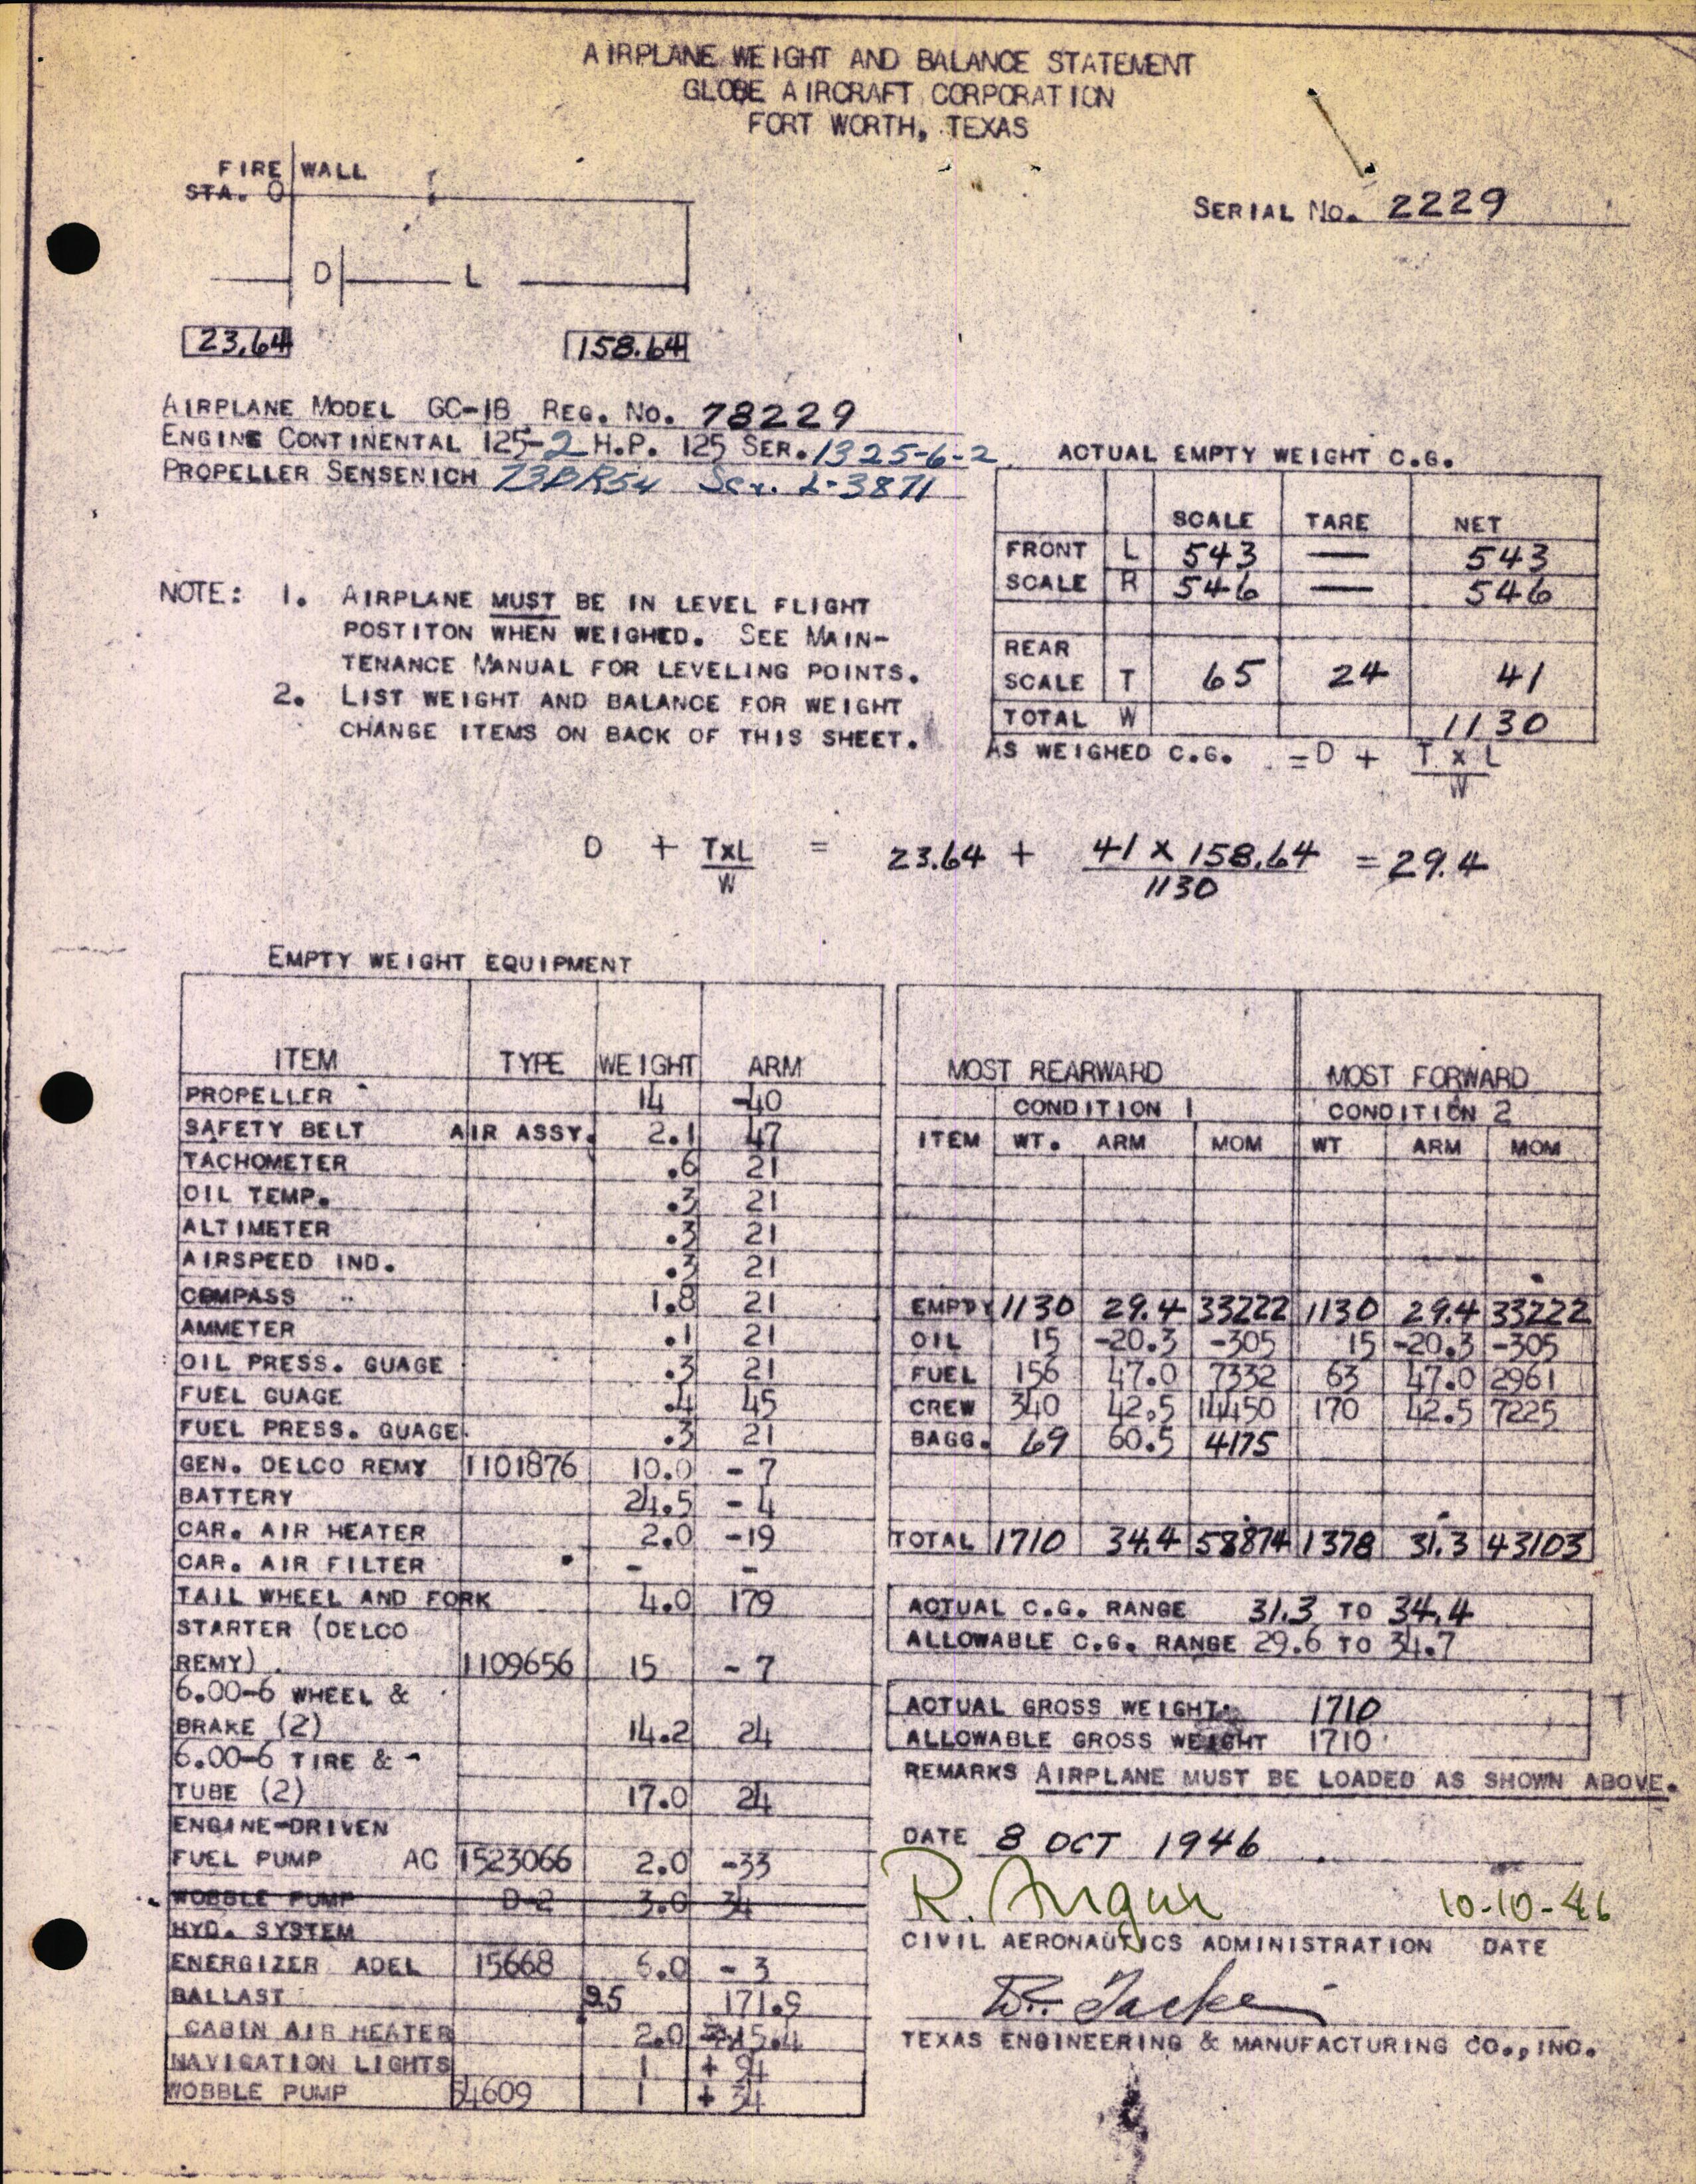 AIRPLANE WEIGHT AND BALANCE STATEMENT
GLOBE AIRCRAFT CORPORATION
FORT WORTH, TEXAS
FIRE WALL
STA. 0
SERIAL No. 2229
D L
23.64 158.64
AIRPLANE MODEL GC-1B REG. NO. 78229
ENGINE CONTINENTAL 125-2 H.P. 125 SER. 1325-6-2
PROPELLER SENSENICH 73BR54 Ser. L-3871
ACTUAL EMPTY WEIGHT C.G.
SCALE TARE NET
FRONT L 543 — 543
SCALE R 546 — 546
REAR
SCALE T 65 24 41
TOTAL W 1130
AS WEIGHED C.G. = D + T x L
W
NOTE: 1. AIRPLANE MUST BE IN LEVEL FLIGHT
POSTITON WHEN WEIGHED. SEE MAIN-
TENANCE MANUAL FOR LEVELING POINTS.
2. LIST WEIGHT AND BALANCE FOR WEIGHT
CHANGE ITEMS ON BACK OF THIS SHEET.
D + TxL = 23.64 + 41 x 158.64 = 29.4
W 1130
EMPTY WEIGHT EQUIPMENT
ITEM TYPE WEIGHT ARM
PROPELLER 14 -40
SAFETY BELT AIR ASSY. 2.1 47
TACHOMETER .6 21
OIL TEMP. .3 21
ALTIMETER .3 21
AIRSPEED IND. .3 21
COMPASS 1.8 21
AMMETER .1 21
OIL PRESS. GUAGE .3 21
FUEL GUAGE .4 45
FUEL PRESS. GUAGE .3 21
GEN. DELCO REMY 1101876 10.0 - 7
BATTERY 24.5 - 4
CAR. AIR HEATER 2.0 -19
CAR. AIR FILTER - -
TAIL WHEEL AND FORK 4.0 179
STARTER (DELCO
REMY) 1109656 15 - 7
6.00-6 WHEEL &
BRAKE (2) 14.2 24
6.00-6 TIRE &
TUBE (2) 17.0 24
ENGINE-DRIVEN
FUEL PUMP AC 1523066 2.0 -33
WOBBLE PUMP D-2 3.0 34
HYD. SYSTEM
ENERGIZER ADEL 15668 6.0 - 3
BALLAST 171.9
CABIN AIR HEATER 2.0 15.4
NAVIGATION LIGHTS 1 + 94
WOBBLE PUMP 54609 1 + 34
MOST REARWARD MOST FORWARD
CONDITION 1 CONDITION 2
ITEM WT. ARM MOM WT ARM MOM
EMPTY 1130 29.4 33222 1130 29.4 33222
OIL 15 -20.3 -305 15 -20.3 -305
FUEL 156 47.0 7332 63 47.0 2961
CREW 340 42.5 14450 170 42.5 7225
BAGG. 69 60.5 4175
TOTAL 1710 34.4 58874 1378 31.3 43103
ACTUAL C.G. RANGE 31.3 TO 34.4
ALLOWABLE C.G. RANGE 29.6 TO 34.7
ACTUAL GROSS WEIGHT 1710
ALLOWABLE GROSS WEIGHT 1710
REMARKS AIRPLANE MUST BE LOADED AS SHOWN ABOVE.
DATE 8 OCT 1946
R. Angur 10-10-46
CIVIL AERONAUTICS ADMINISTRATION DATE
TEXAS ENGINEERING & MANUFACTURING CO., INC.